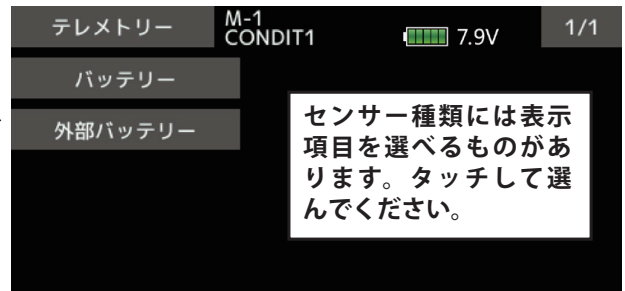 テレメトリー
M-1
CONDIT1
7.9V
1/1
バッテリー
外部バッテリー
センサー種類には表示
項目を選べるものがあ
ります。タッチして選
んでください。